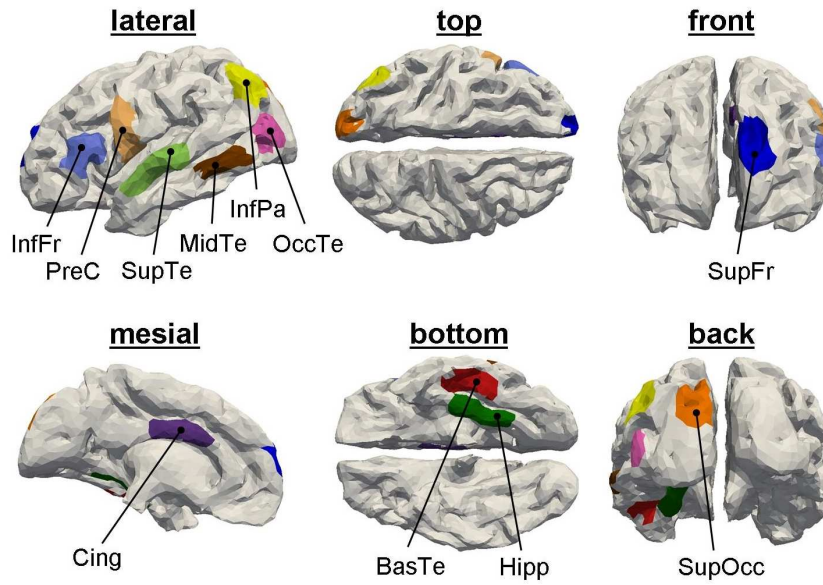 lateral
top
front
InfFr
PreC
SupTe
MidTe
InfPa
OccTe
SupFr
mesial
bottom
back
Cing
BasTe
Hipp
SupOcc